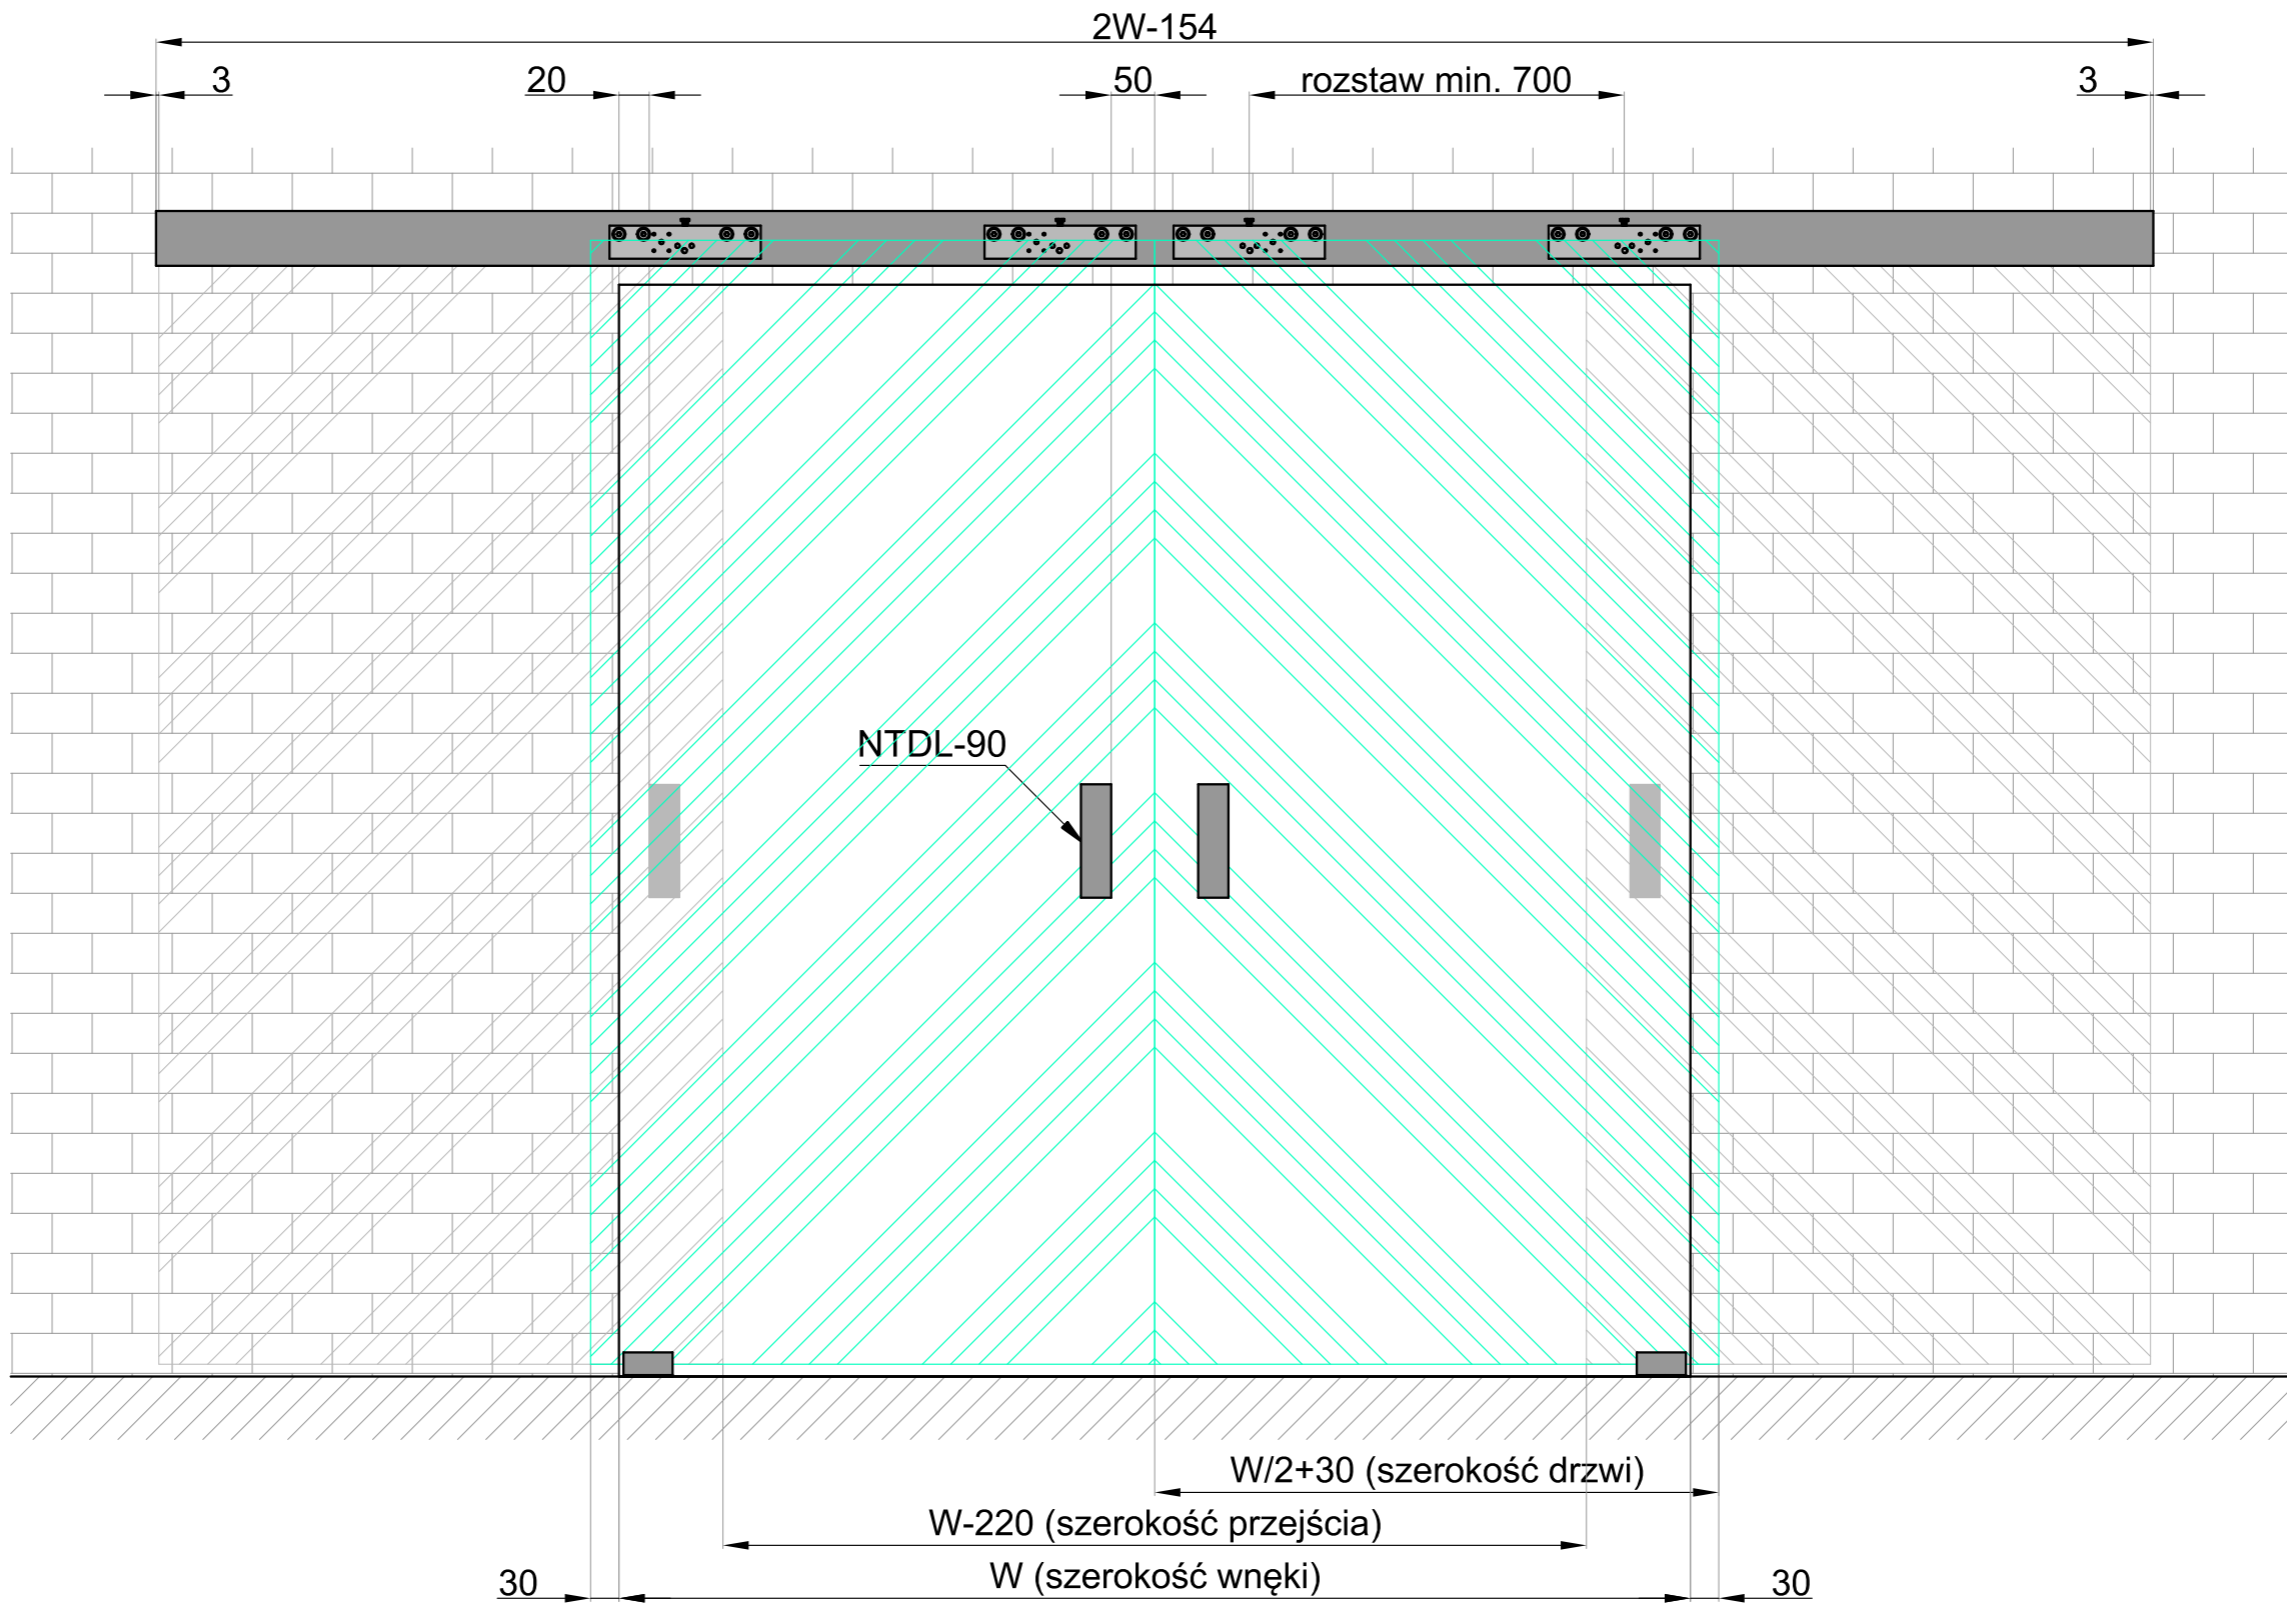 2W-154
3
20
50
rozstaw min. 700
3
NTDL-90
W/2+30 (szerokość drzwi)
W-220 (szerokość przejścia)
W (szerokość wnęki)
30
30